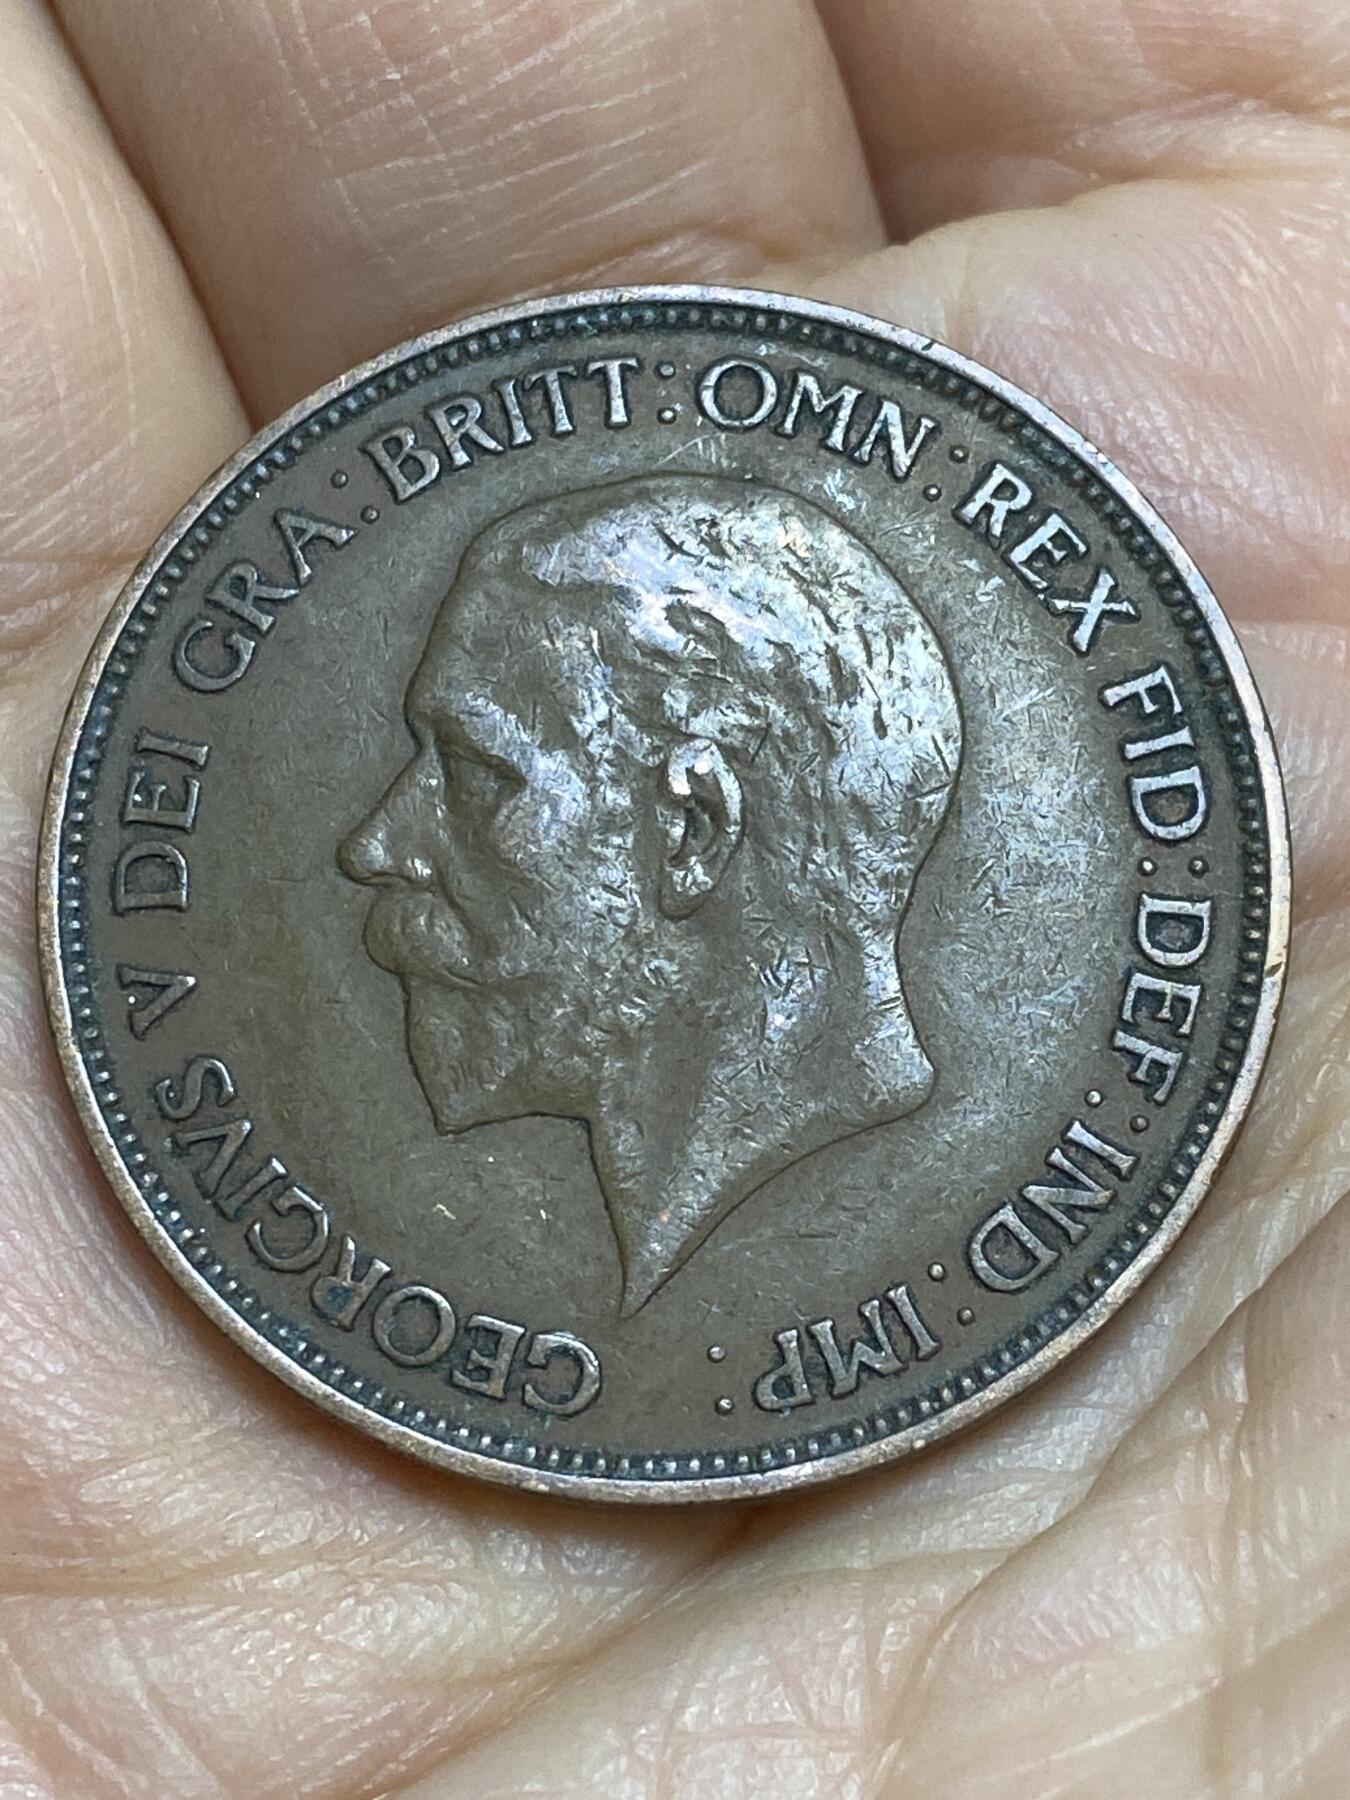 GEORGIVS V DEI GRA: BRITT: OMN: REX FID: DEF: IND: IMP: